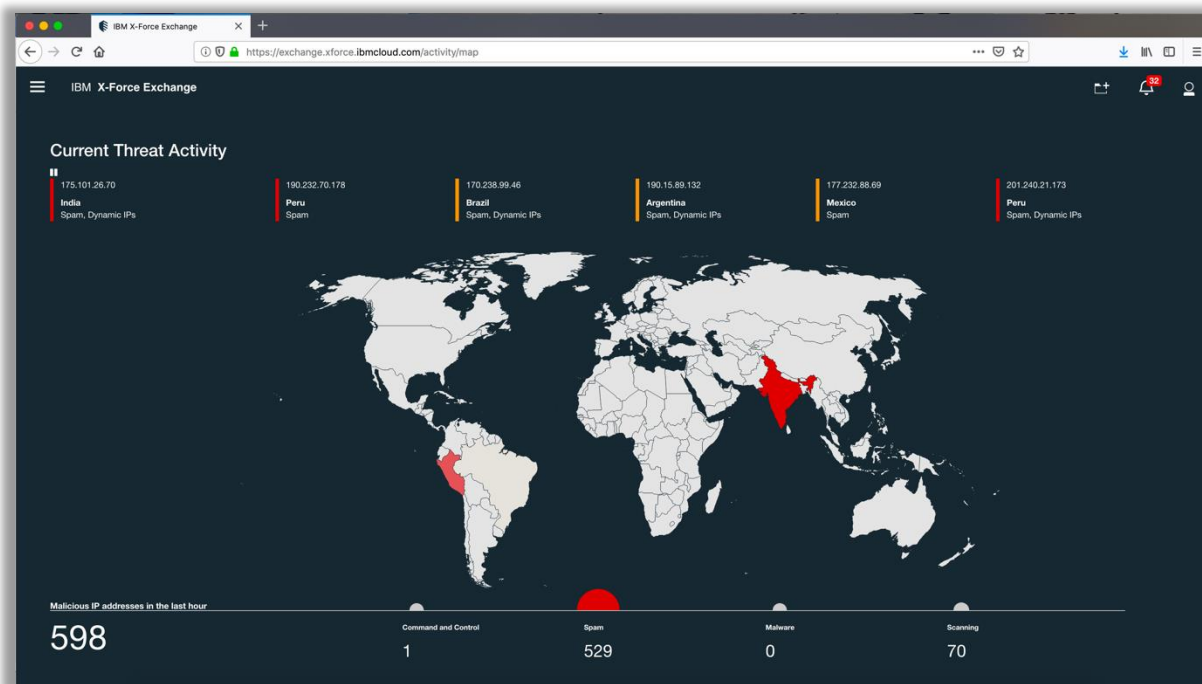 IBM X-Force Exchange
https://exchange.xforce.ibmcloud.com/activity/map
IBM X-Force Exchange
32
Current Threat Activity
175.101.26.70
India
Spam, Dynamic IPs
190.232.70.178
Peru
Spam
170.238.99.46
Brazil
Spam, Dynamic IPs
190.15.89.132
Argentina
Spam, Dynamic IPs
177.232.88.69
Mexico
Spam
201.240.21.173
Peru
Spam, Dynamic IPs
Malicious IP addresses in the last hour
598
Command and Control
1
Spam
529
Malware
0
Scanning
70